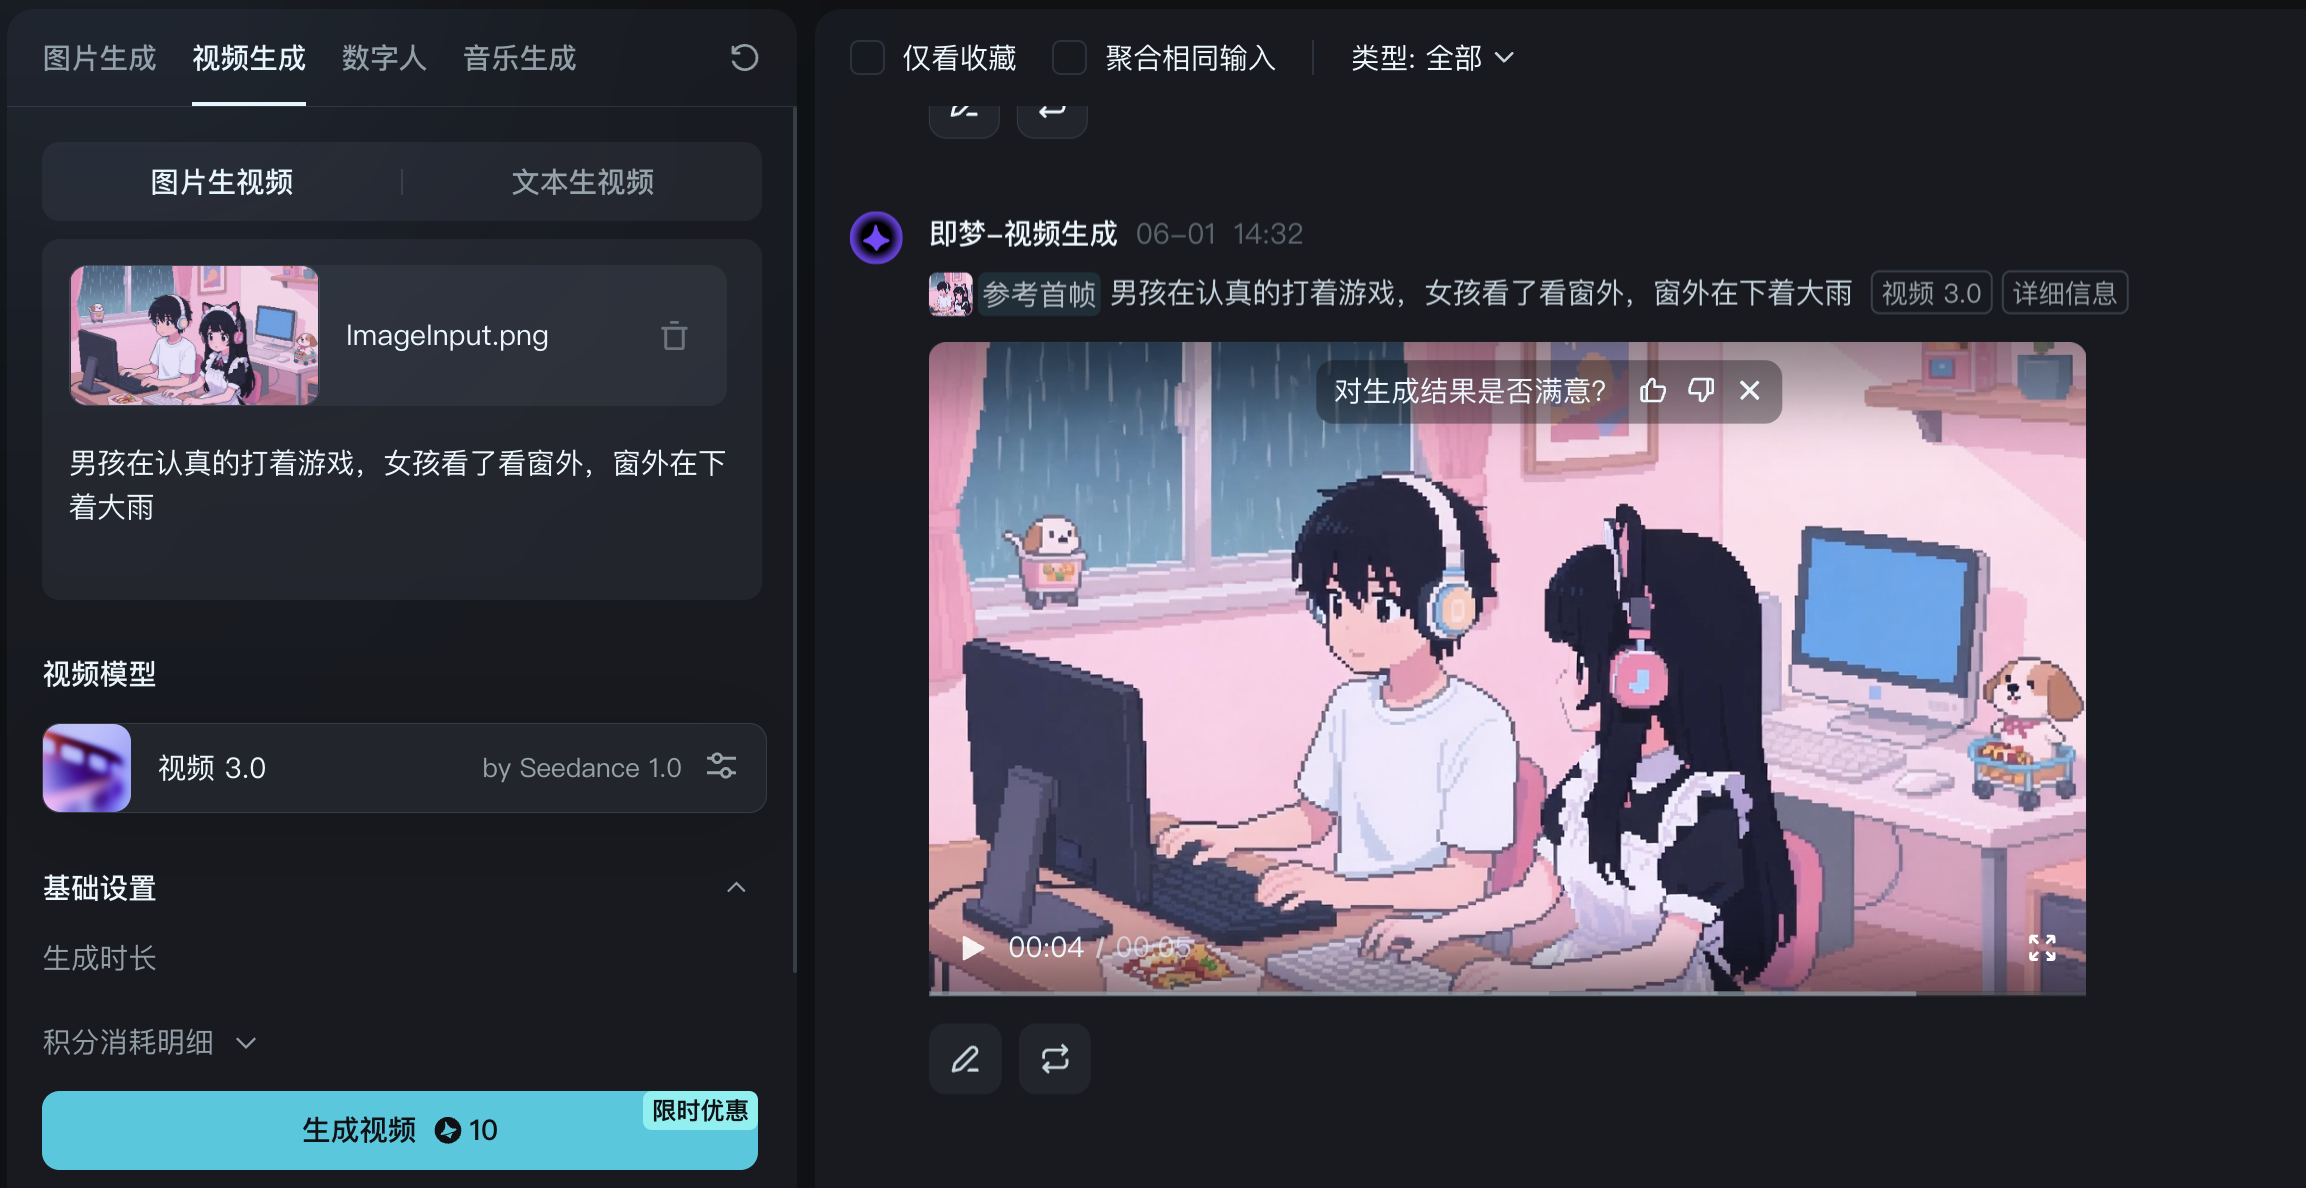 图片生成 视频生成 数字人 音乐生成
图片生视频 文本生视频
ImageInput.png
男孩在认真的打着游戏，女孩看了看窗外，窗外在下
着大雨
视频模型
视频 3.0 by Seedance 1.0
基础设置
生成时长
积分消耗明细
限时优惠
生成视频 10
仅看收藏 聚合相同输入 类型: 全部
即梦-视频生成 06-01 14:32
参考首帧 男孩在认真的打着游戏，女孩看了看窗外，窗外在下着大雨 视频 3.0 详细信息
对生成结果是否满意?
00:04 / 00:05